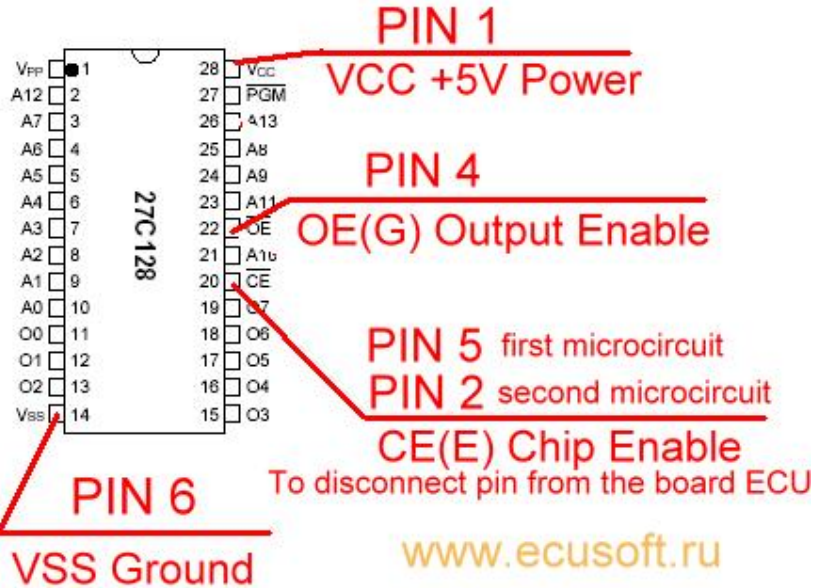 PIN 1
VCC +5V Power
VPP 1 28 VCC
A12 2 27 PGM
A7 3 26 A13
A6 4 25 A8
A5 5 24 A9
A4 6 23 A11
A3 7 22 OE
A2 8 21 A10
A1 9 20 CE
A0 10 19 O7
O0 11 18 O6
O1 12 17 O5
O2 13 16 O4
VSS 14 15 O3
27C128
PIN 4
OE(G) Output Enable
PIN 5 first microcircuit
PIN 2 second microcircuit
CE(E) Chip Enable
To disconnect pin from the board ECU
PIN 6
VSS Ground
www.ecusoft.ru